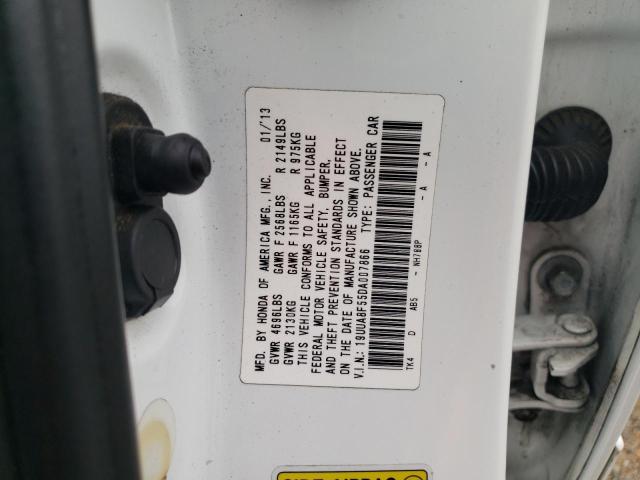 MFD. BY HONDA OF AMERICA MFG., INC. 01/'13
GVWR 4696LBS GAWR F 2568LBS R 2149LBS
GVWR 2130KG GAWR F 1165KG R 975KG
THIS VEHICLE CONFORMS TO ALL APPLICABLE
FEDERAL MOTOR VEHICLE SAFETY, BUMPER,
AND THEFT PREVENTION STANDARDS IN EFFECT
ON THE DATE OF MANUFACTURE SHOWN ABOVE.
V.I.N.: 19UUA8F55DA007866 TYPE: PASSENGER CAR
TK4 D AB5 - NH788P - A - A
SIDE AIRBAG